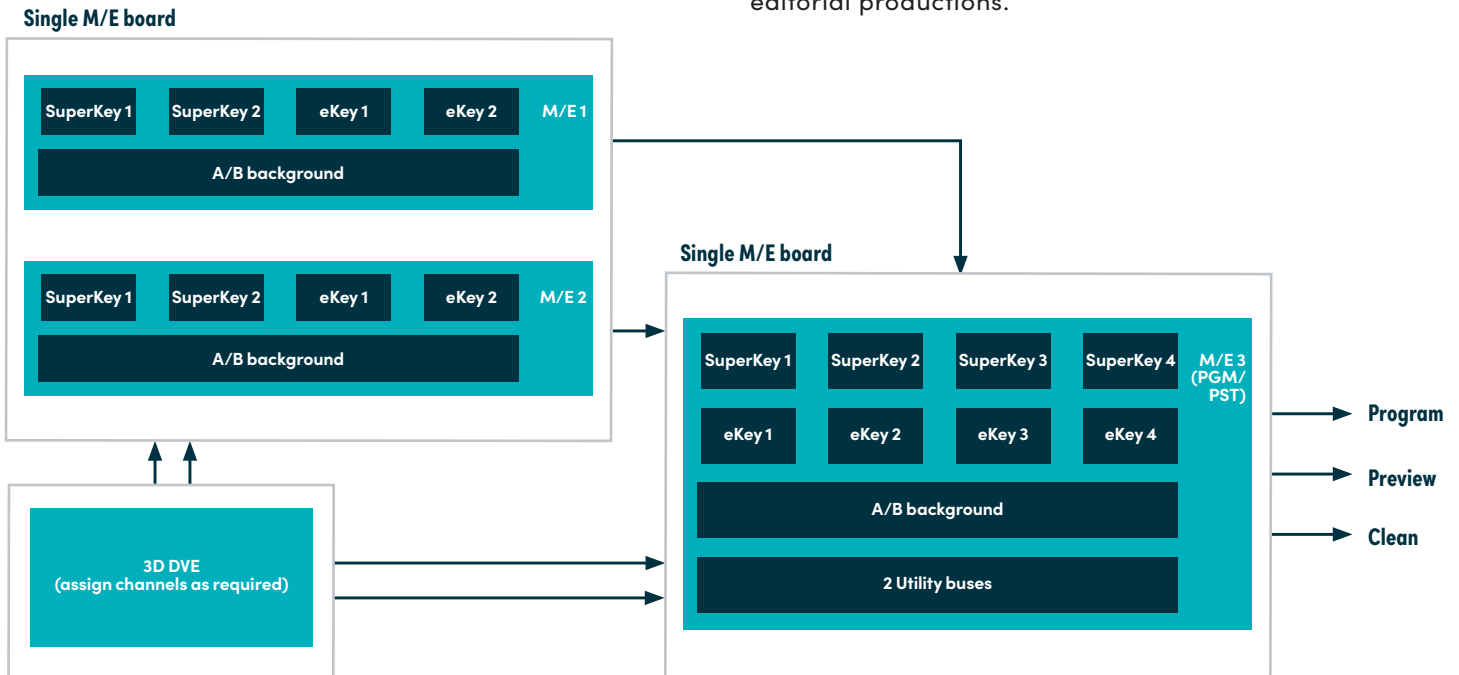 editorial productions.
Single M/E board
SuperKey 1
SuperKey 2
eKey 1
eKey 2
M/E 1
A/B background
SuperKey 1
SuperKey 2
eKey 1
eKey 2
M/E 2
A/B background
Single M/E board
SuperKey 1
SuperKey 2
SuperKey 3
SuperKey 4
M/E 3
(PGM/
PST)
eKey 1
eKey 2
eKey 3
eKey 4
A/B background
2 Utility buses
3D DVE
(assign channels as required)
Program
Preview
Clean